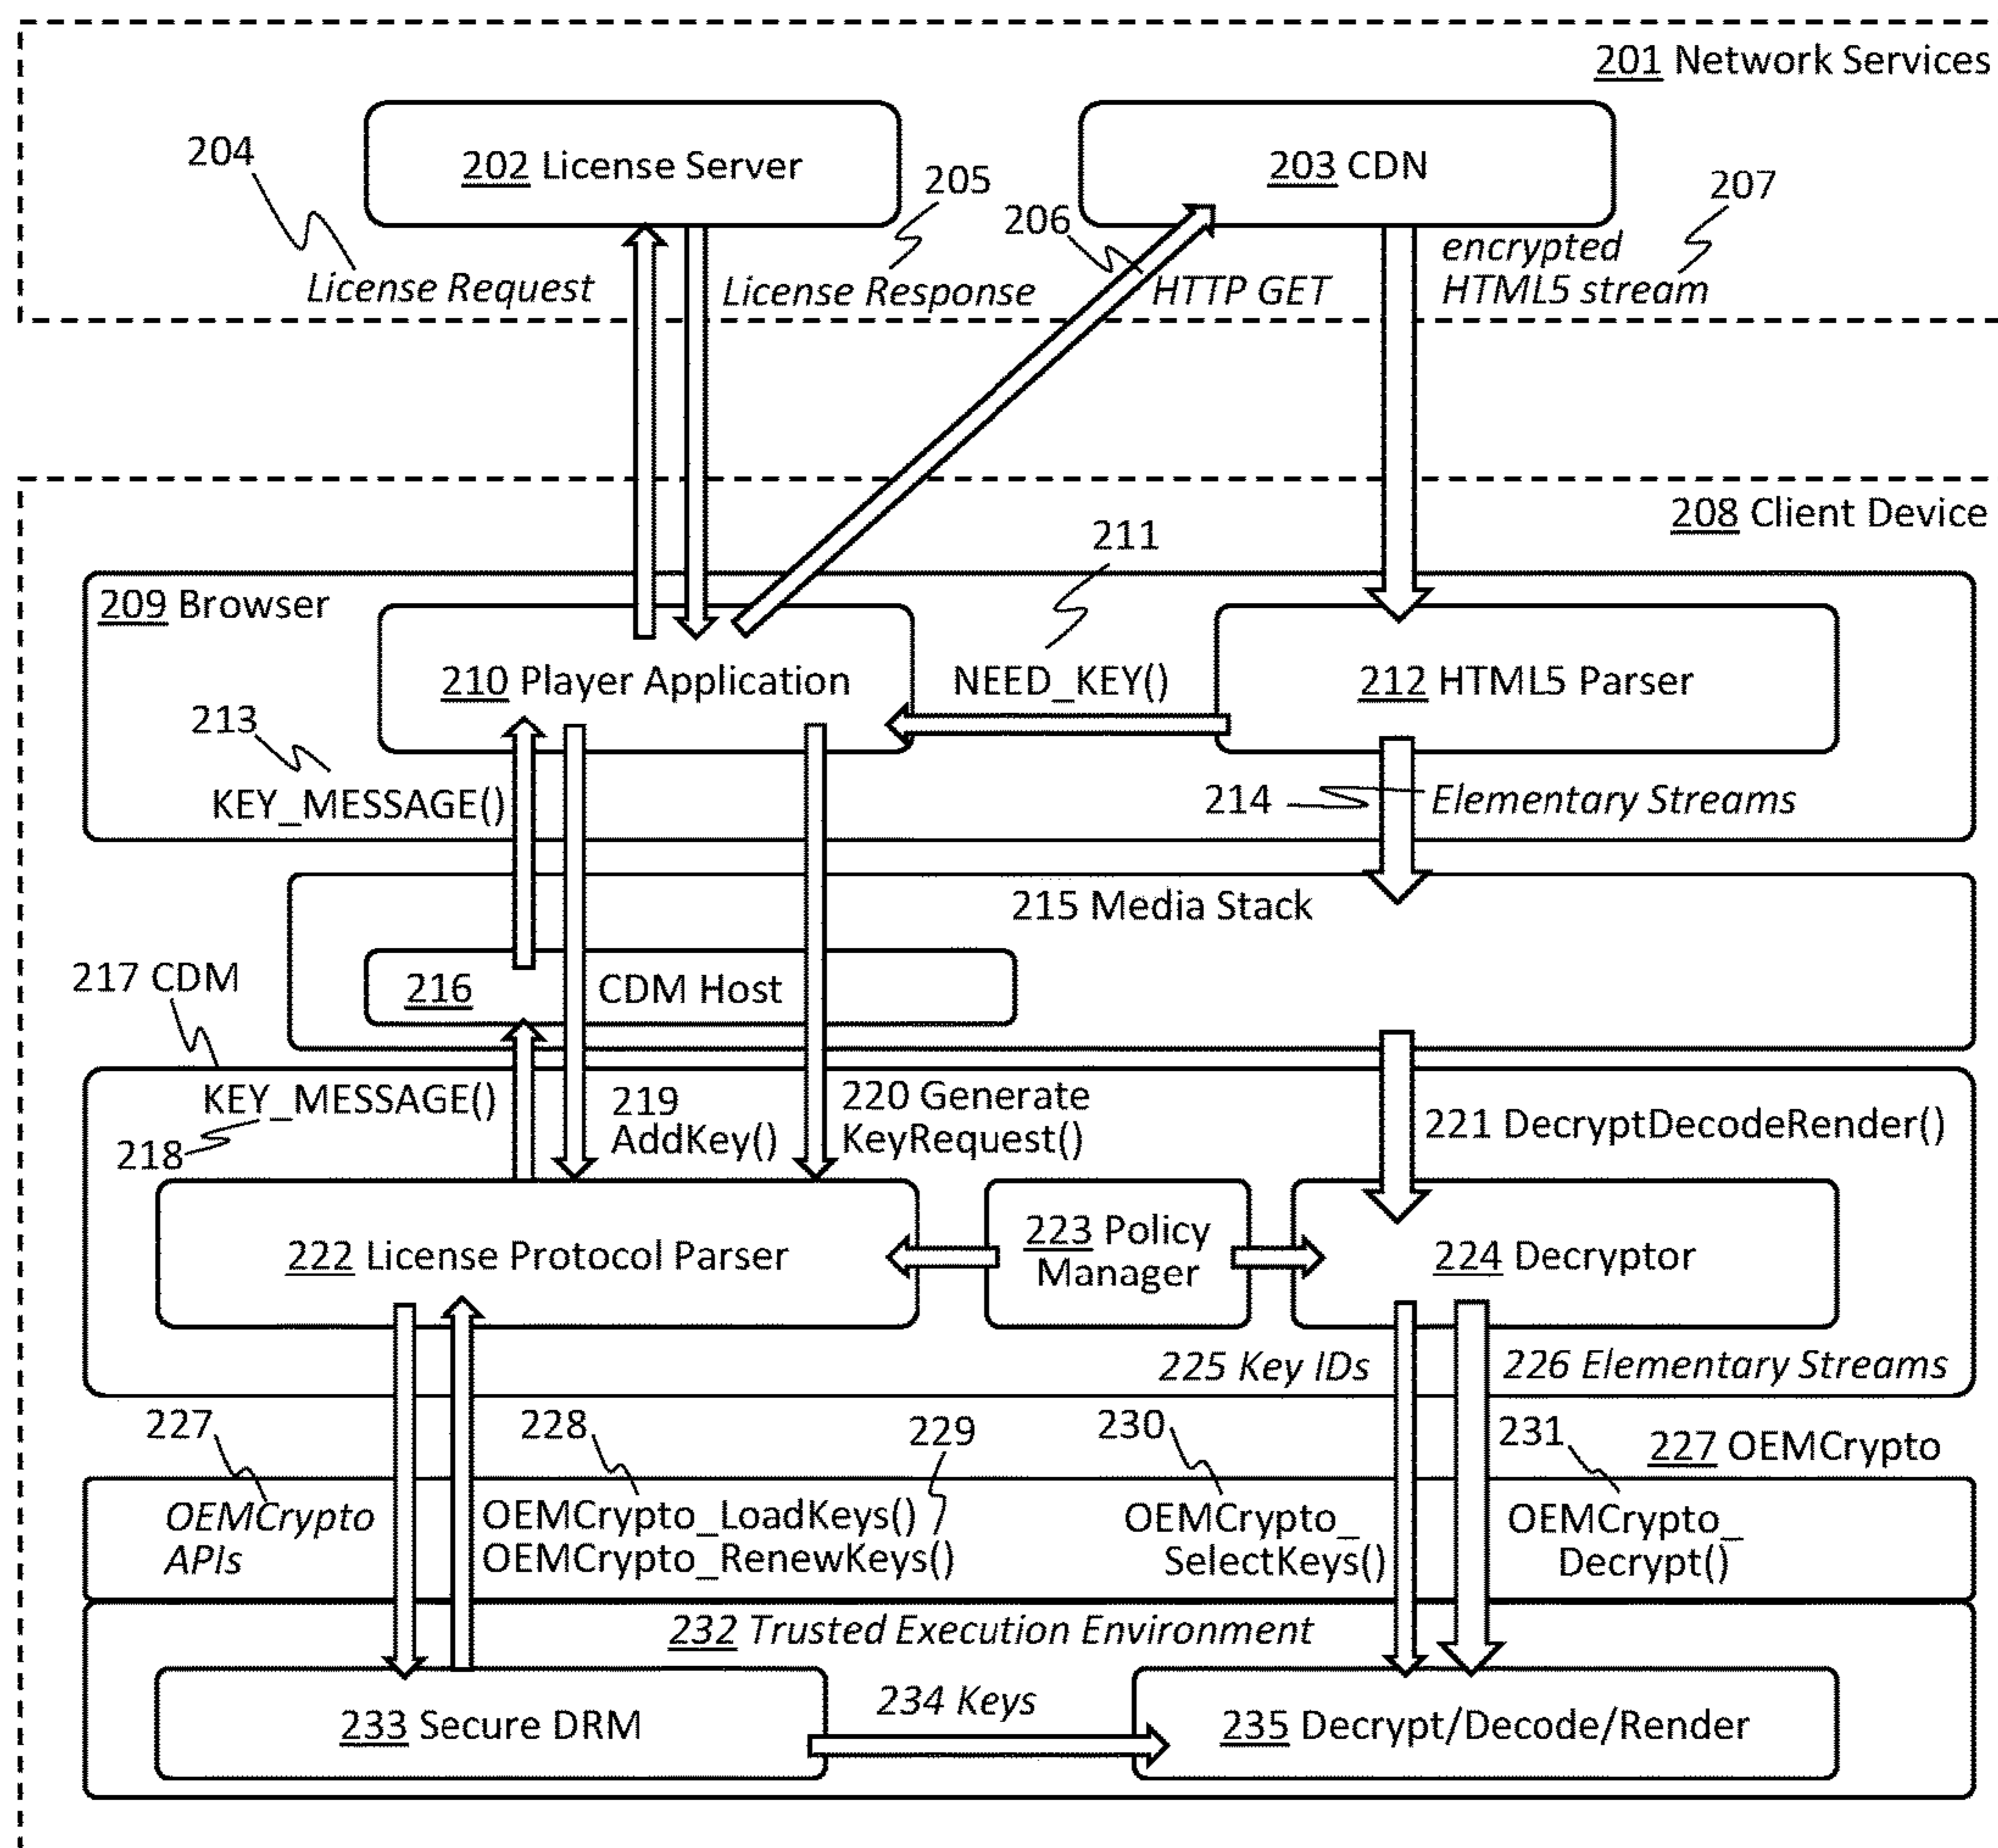 201 Network Services
204
202 License Server
205
203 CDN
207
206
License Request
License Response
HTTP GET
encrypted
HTML5 stream
208 Client Device
211
209 Browser
210 Player Application
NEED_KEY()
212 HTML5 Parser
213
KEY_MESSAGE()
214
Elementary Streams
215 Media Stack
217 CDM
216
CDM Host
KEY_MESSAGE()
218
219
AddKey()
220 Generate
KeyRequest()
221 DecryptDecodeRender()
222 License Protocol Parser
223 Policy
Manager
224 Decryptor
225 Key IDs
226 Elementary Streams
227
228
229
230
231
227 OEMCrypto
OEMCrypto
APIs
OEMCrypto_LoadKeys()
OEMCrypto_RenewKeys()
OEMCrypto_
SelectKeys()
OEMCrypto_
Decrypt()
232 Trusted Execution Environment
233 Secure DRM
234 Keys
235 Decrypt/Decode/Render